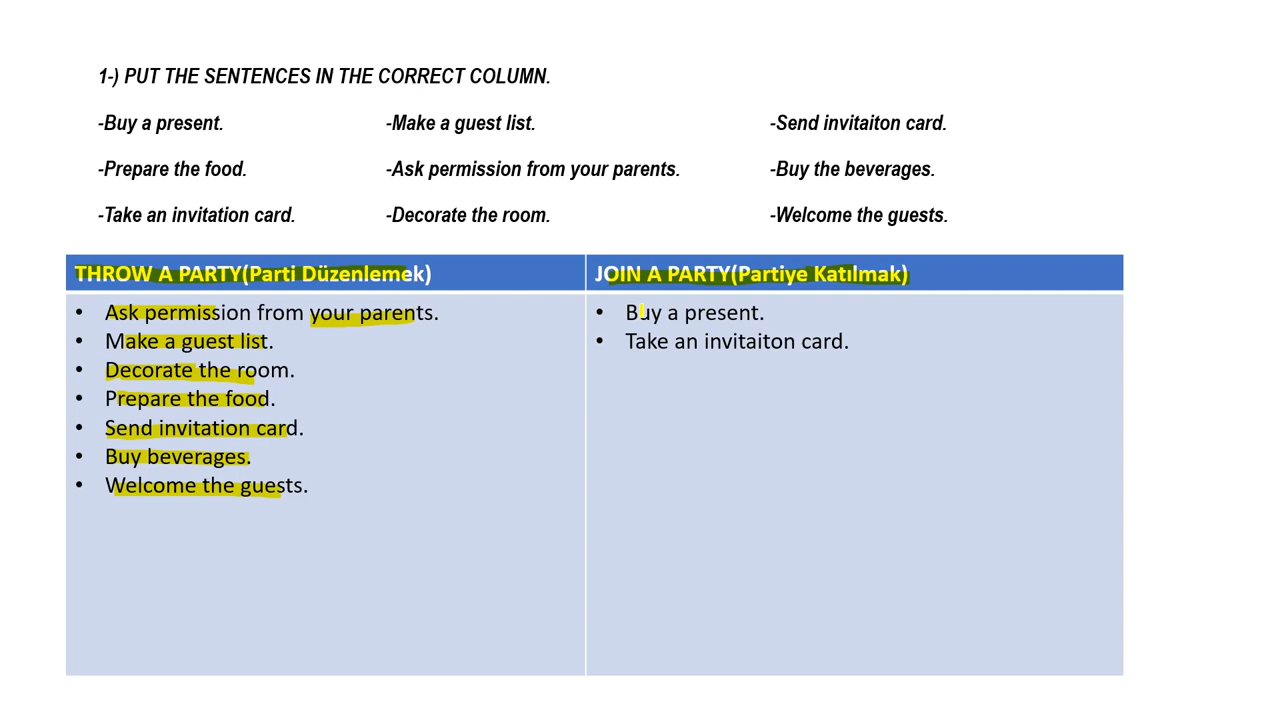 1-) PUT THE SENTENCES IN THE CORRECT COLUMN.
-Buy a present. -Make a guest list. -Send invitaiton card.
-Prepare the food. -Ask permission from your parents. -Buy the beverages.
-Take an invitation card. -Decorate the room. -Welcome the guests.
THROW A PARTY(Parti Düzenlemek) JOIN A PARTY(Partiye Katılmak)
• Ask permission from your parents. • Buy a present.
• Make a guest list. • Take an invitaiton card.
• Decorate the room.
• Prepare the food.
• Send invitation card.
• Buy beverages.
• Welcome the guests.